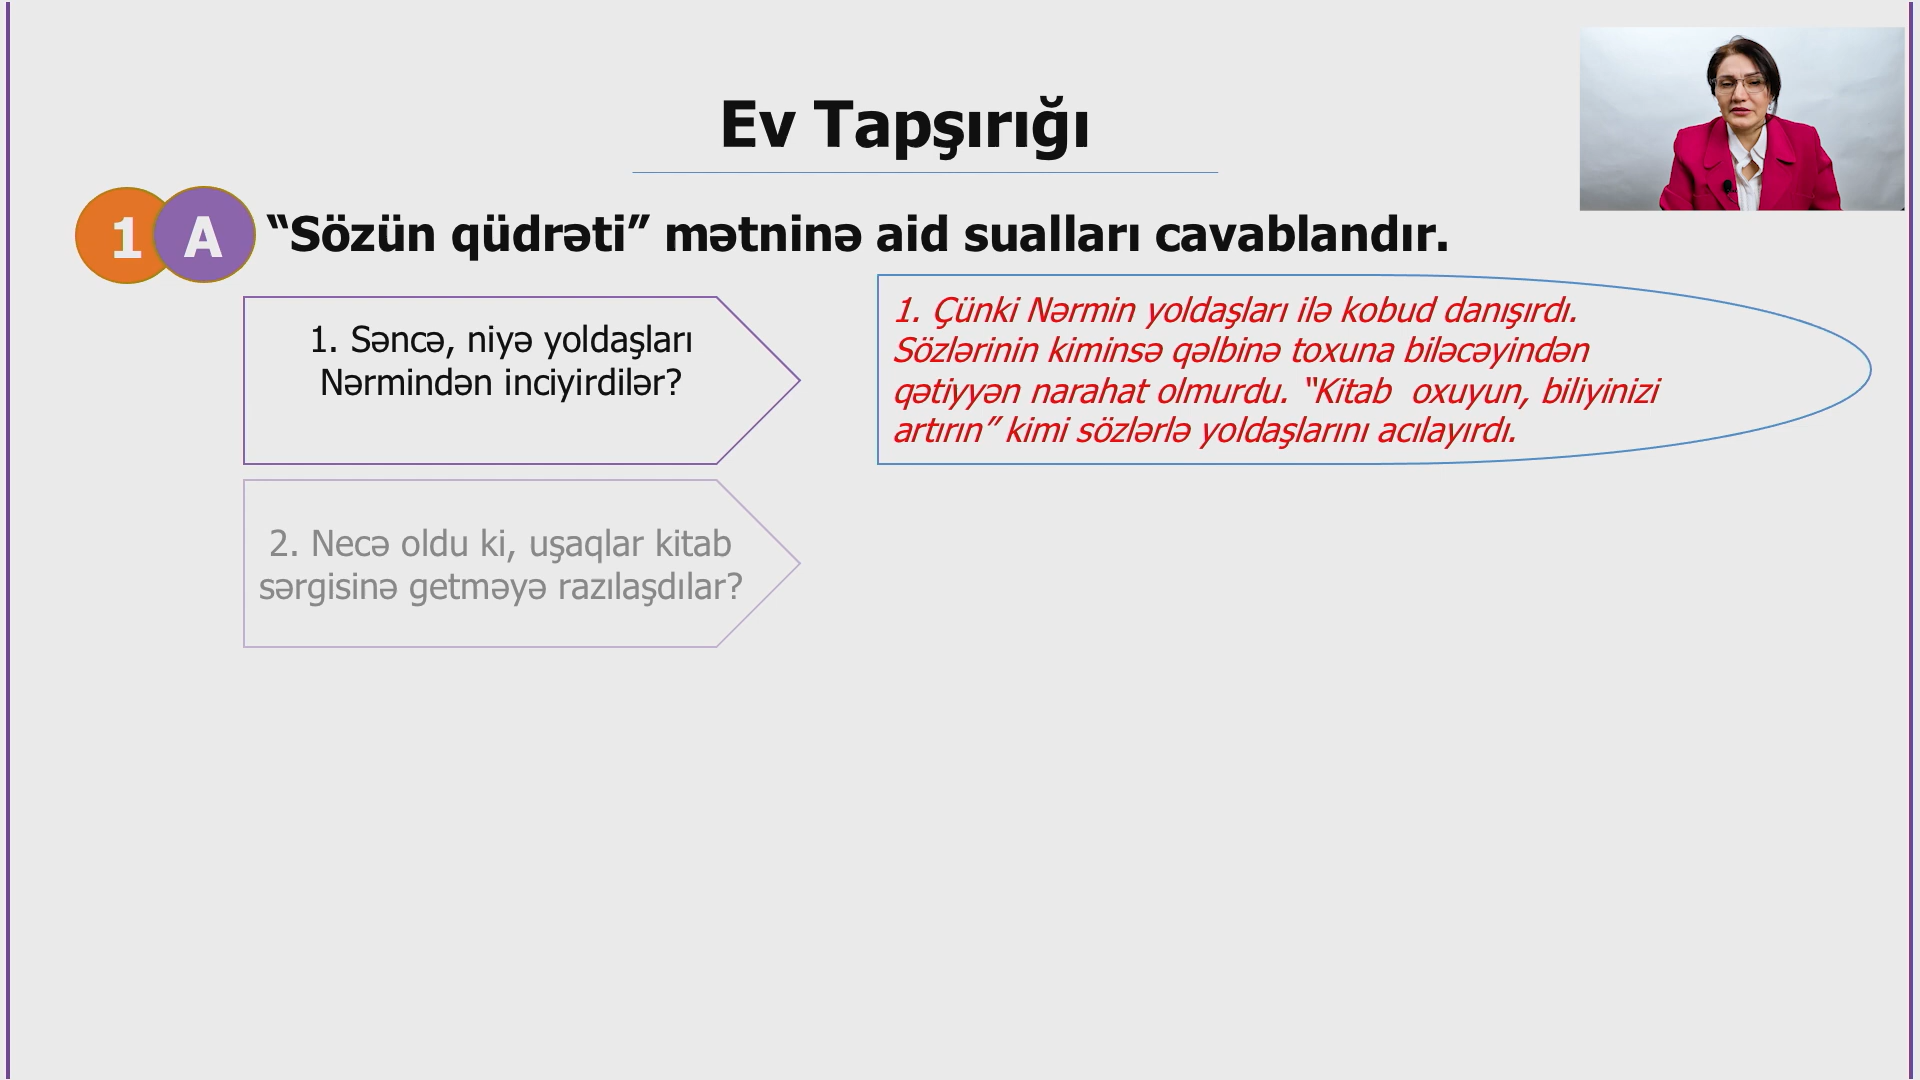 Ev Tapşırığı
1 A “Sözün qüdrəti” mətninə aid sualları cavablandır.
1. Səncə, niyə yoldaşları
Nərmindən inciyirdilər?
1. Çünki Nərmin yoldaşları ilə kobud danışırdı.
Sözlərinin kiminsə qəlbinə toxuna biləcəyindən
qətiyyən narahat olmurdu. “Kitab  oxuyun, biliyinizi
artırın” kimi sözlərlə yoldaşlarını acılayırdı.
2. Necə oldu ki, uşaqlar kitab
sərgisinə getməyə razılaşdılar?